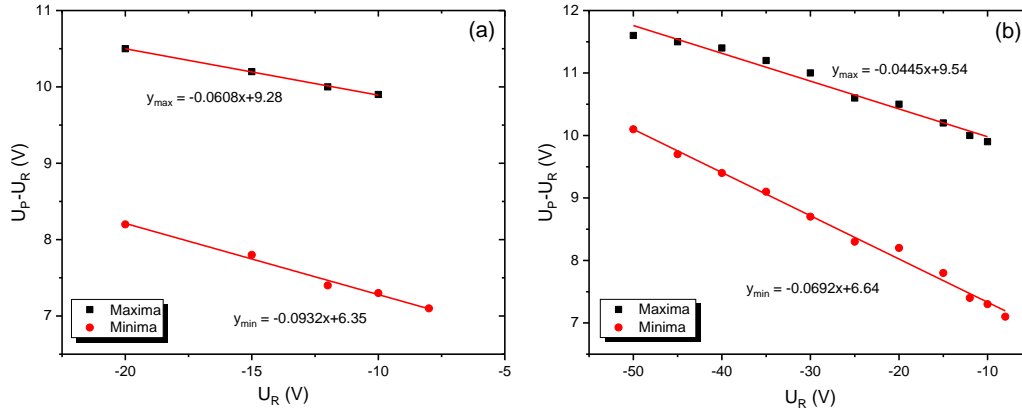 (a)
11
10
9
8
7
U_P-U_R (V)
y_max = -0.0608x+9.28
y_min = -0.0932x+6.35
Maxima
Minima
-20
-15
-10
-5
U_R (V)
(b)
12
11
10
9
8
7
U_P-U_R (V)
y_max = -0.0445x+9.54
y_min = -0.0692x+6.64
Maxima
Minima
-50
-40
-30
-20
-10
U_R (V)